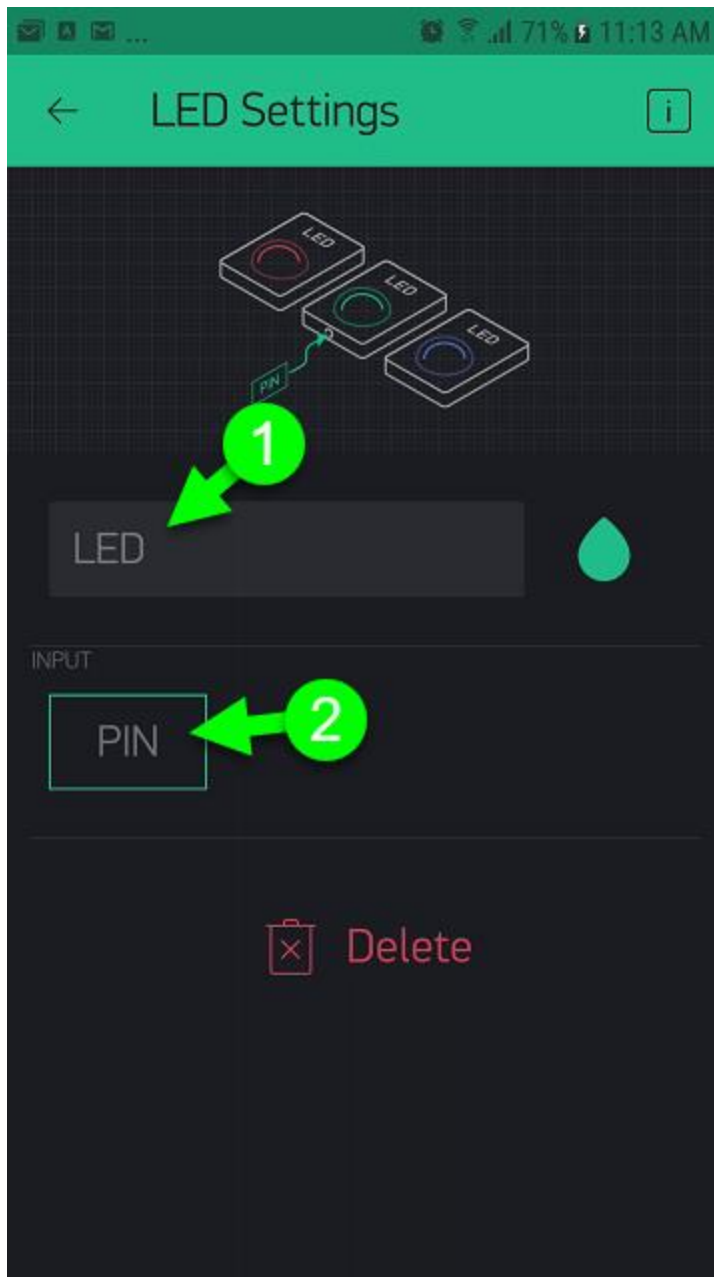 ... 71% 11:13 AM
← LED Settings i
LED
LED
LED
PIN
1
LED
INPUT
PIN
2
Delete